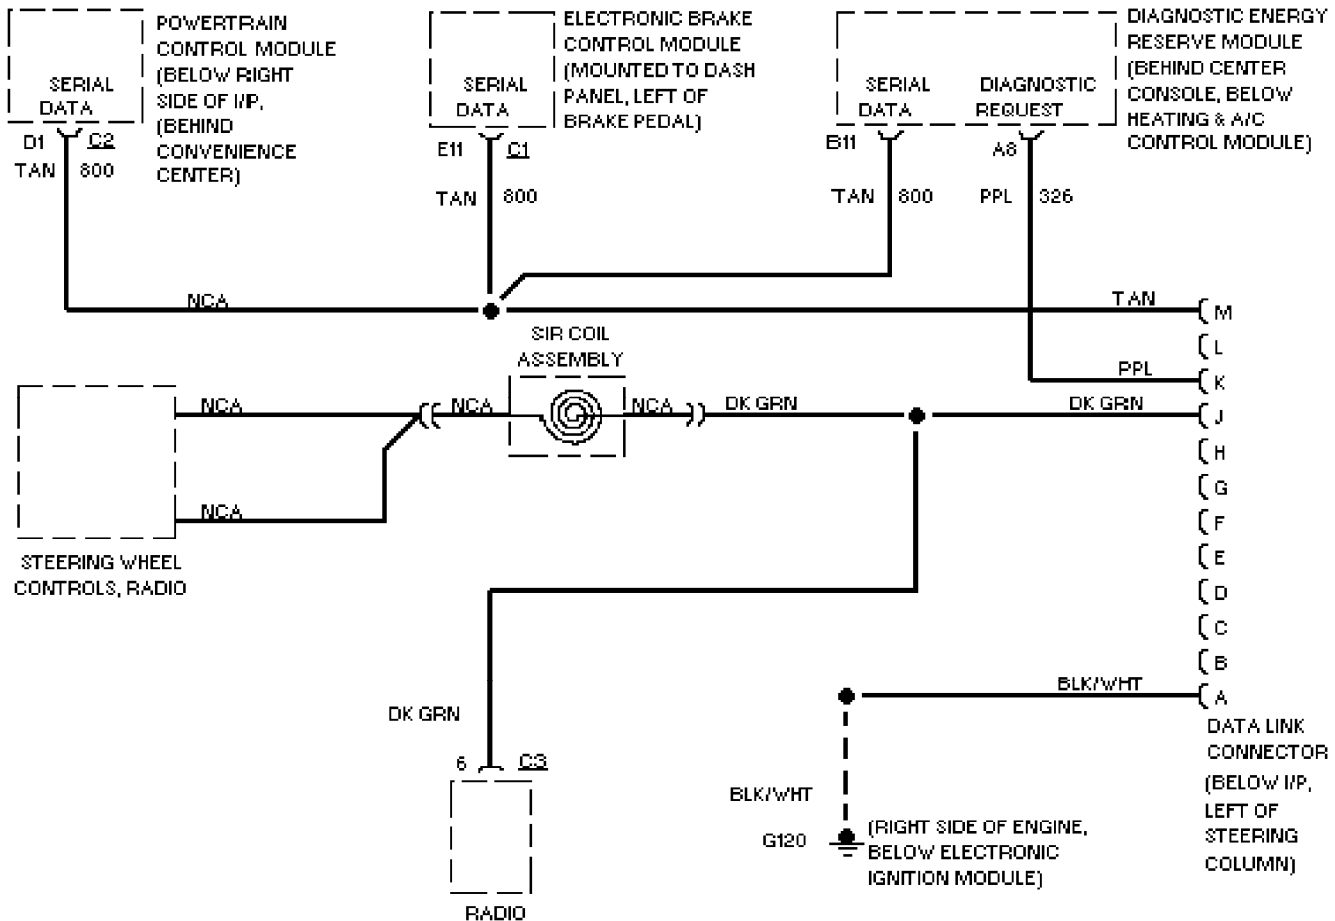 POWERTRAIN
CONTROL MODULE
(BELOW RIGHT
SIDE OF I/P,
(BEHIND
CONVENIENCE
CENTER)
SERIAL
DATA
D1
C2
TAN
800
ELECTRONIC BRAKE
CONTROL MODULE
(MOUNTED TO DASH
PANEL, LEFT OF
BRAKE PEDAL)
SERIAL
DATA
E11
C1
TAN
800
DIAGNOSTIC ENERGY
RESERVE MODULE
(BEHIND CENTER
CONSOLE, BELOW
HEATING & A/C
CONTROL MODULE)
SERIAL
DATA
DIAGNOSTIC
REQUEST
B11
A8
TAN
800
PPL
326
NCA
TAN
M
SIR COIL
ASSEMBLY
L
PPL
K
NCA
NCA
NCA
DK GRN
DK GRN
J
H
G
NCA
F
STEERING WHEEL
CONTROLS, RADIO
E
D
C
B
BLK/WHT
A
DK GRN
6
C3
RADIO
BLK/WHT
G120
(RIGHT SIDE OF ENGINE,
BELOW ELECTRONIC
IGNITION MODULE)
DATA LINK
CONNECTOR
(BELOW I/P,
LEFT OF
STEERING
COLUMN)